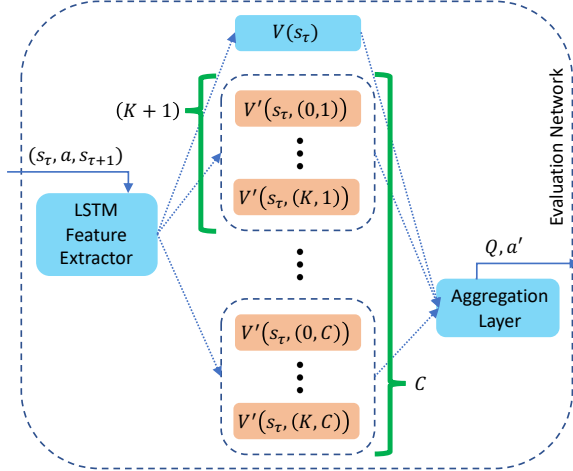 V(s_τ)
(K + 1)
V′(s_τ, (0,1))
V′(s_τ, (K, 1))
(s_τ, a, s_{τ+1})
LSTM
Feature
Extractor
V′(s_τ, (0, C))
V′(s_τ, (K, C))
C
Q, a′
Aggregation
Layer
Evaluation Network